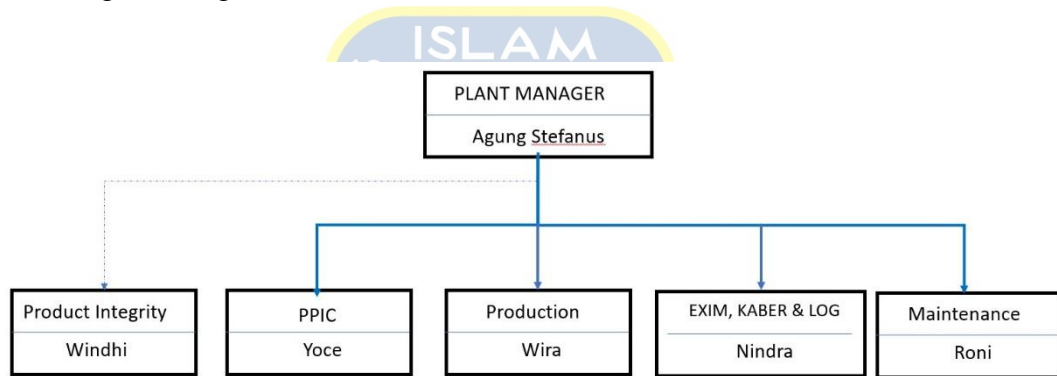 ISLAM
PLANT MANAGER
Agung Stefanus
Product Integrity
Windhi
PPIC
Yoce
Production
Wira
EXIM, KABER & LOG
Nindra
Maintenance
Roni